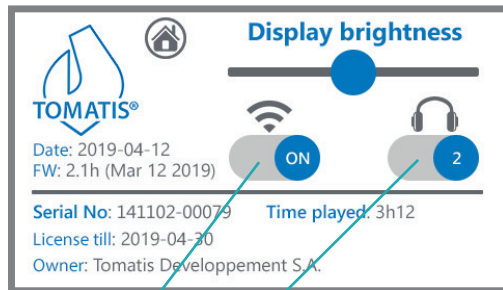 Display brightness
TOMATIS®
Date: 2019-04-12
FW: 2.1h (Mar 12 2019)
ON
2
Serial No: 141102-00079 Time played: 3h12
License till: 2019-04-30
Owner: Tomatis Developpement S.A.